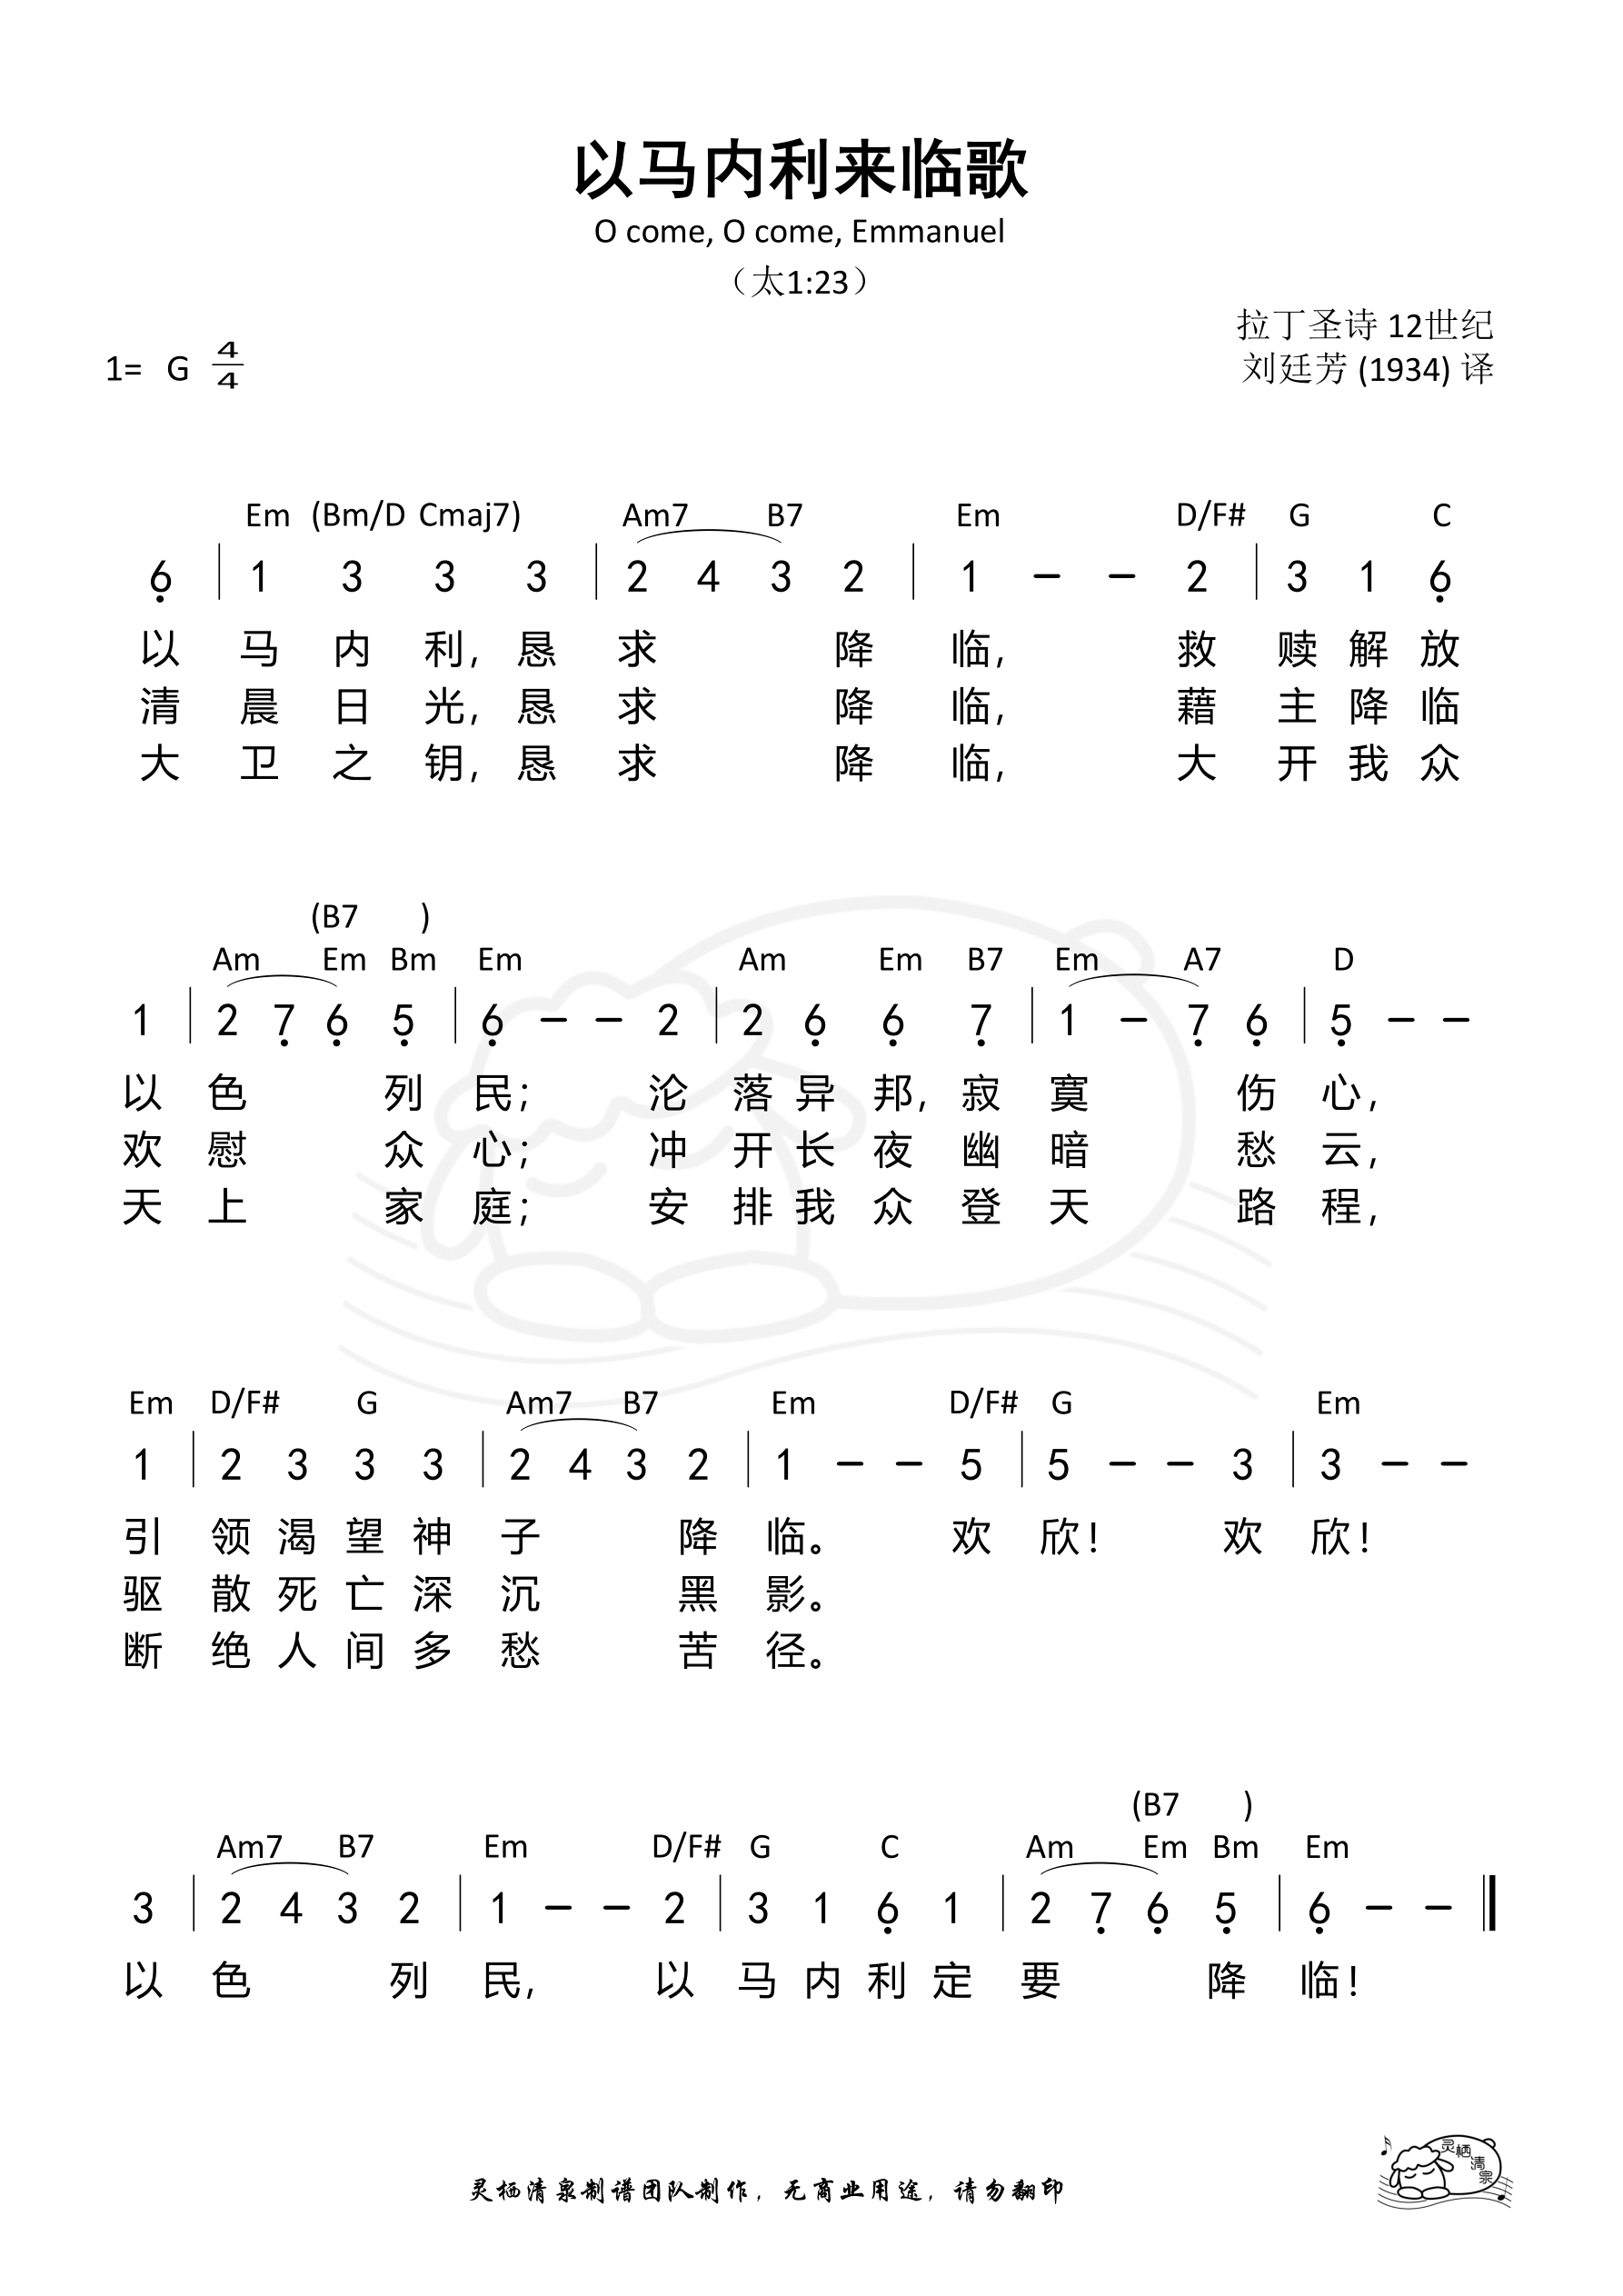 以马内利来临歌
O come, O come, Emmanuel
（太1:23）
拉丁圣诗 12世纪
1= G 4/4
刘廷芳 (1934) 译
Em (Bm/D Cmaj7) Am7 B7 Em D/F# G C
6̣ | 1 3 3 3 | 2 4 3 2 | 1 – – 2 | 3 1 6̣
以 马 内 利, 恳 求 降 临, 救 赎 解 放
清 晨 日 光, 恳 求 降 临, 藉 主 降 临
大 卫 之 钥, 恳 求 降 临, 大 开 我 众
(B7 )
Am Em Bm Em Am Em B7 Em A7 D
1 | 2 7̣ 6̣ 5̣ | 6̣ – – 2 | 2 6̣ 6̣ 7̣ | 1 – 7̣ 6̣ | 5̣ – –
以 色 列 民; 沦 落 异 邦, 寂 寞 伤 心,
欢 慰 众 心; 冲 开 长 夜 幽 暗 愁 云,
天 上 家 庭; 安 排 我 众 登 天 路 程,
Em D/F# G Am7 B7 Em D/F# G Em
1 | 2 3 3 3 | 2 4 3 2 | 1 – – 5 | 5 – – 3 | 3 – –
引 领 渴 望 神 子 降 临。 欢 欣! 欢 欣!
驱 散 死 亡 深 沉 黑 影。
断 绝 人 间 多 愁 苦 径。
(B7 )
Am7 B7 Em D/F# G C Am Em Bm Em
3 | 2 4 3 2 | 1 – – 2 | 3 1 6̣ 1 | 2 7̣ 6̣ 5̣ | 6̣ – –
以 色 列 民, 以 马 内 利 定 要 降 临!
灵栖清泉
灵栖清泉制谱团队制作，无商业用途，请勿翻印